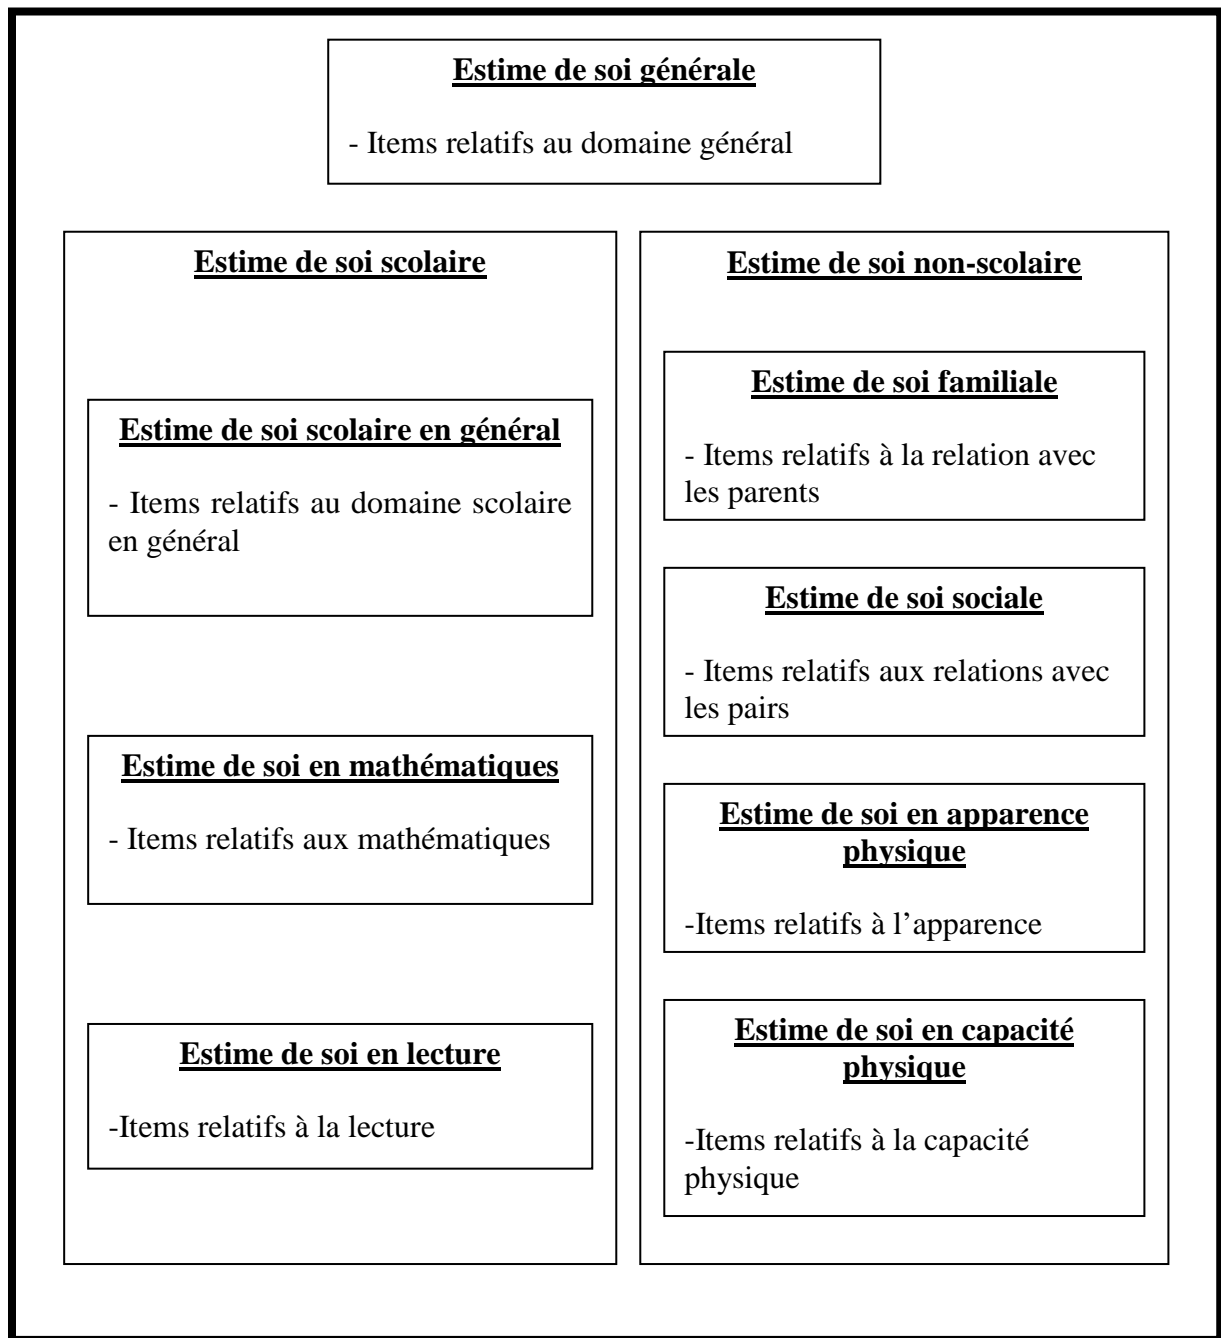 Estime de soi générale
- Items relatifs au domaine général
Estime de soi scolaire
Estime de soi scolaire en général
- Items relatifs au domaine scolaire
en général
Estime de soi en mathématiques
- Items relatifs aux mathématiques
Estime de soi en lecture
-Items relatifs à la lecture
Estime de soi non-scolaire
Estime de soi familiale
- Items relatifs à la relation avec
les parents
Estime de soi sociale
- Items relatifs aux relations avec
les pairs
Estime de soi en apparence
physique
-Items relatifs à l’apparence
Estime de soi en capacité
physique
-Items relatifs à la capacité
physique